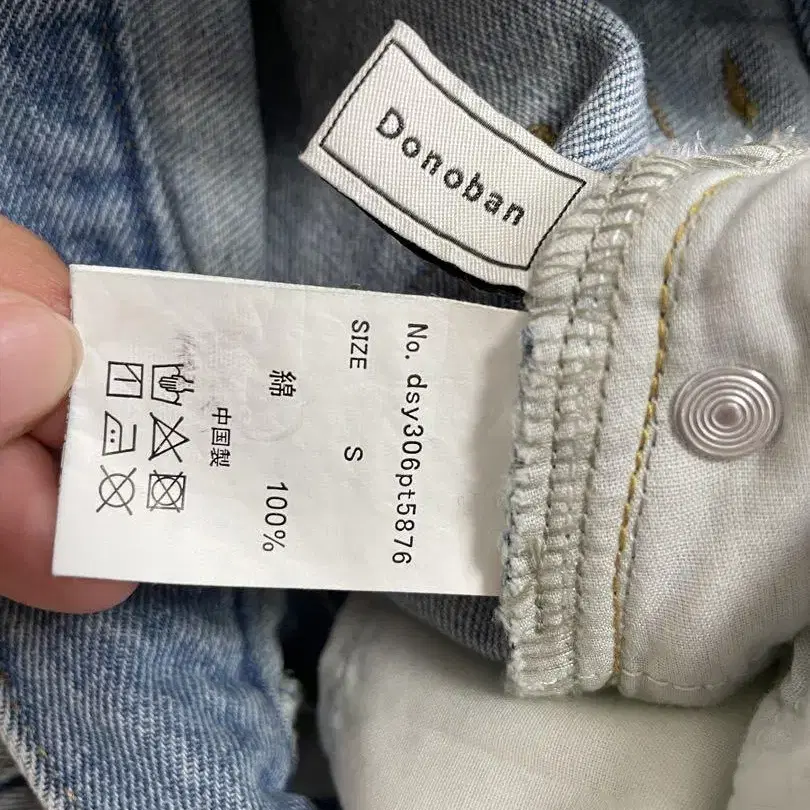 Donoban
No. dsy306pt5876
SIZE S
綿 100%
中国製